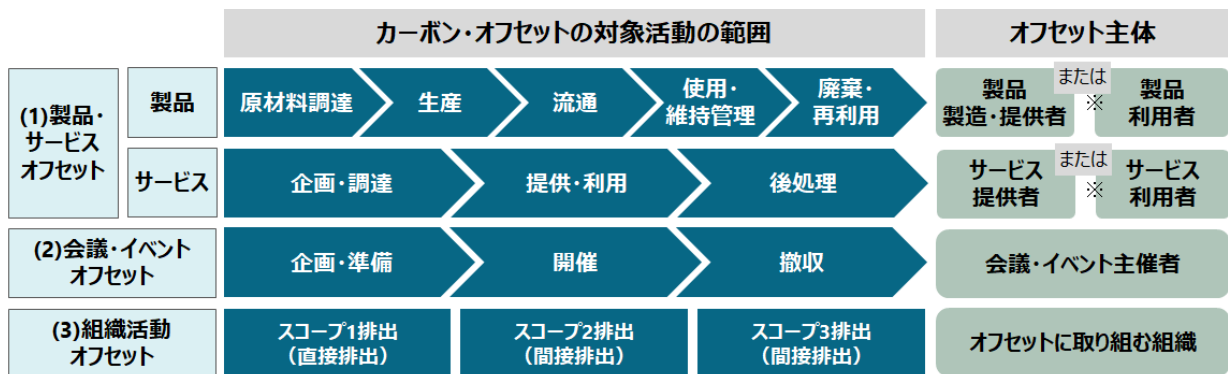 カーボン・オフセットの対象活動の範囲
オフセット主体
(1)製品・
サービス
オフセット
製品
原材料調達
生産
流通
使用・
維持管理
廃棄・
再利用
製品
製造・提供者
または
※
製品
利用者
サービス
企画・調達
提供・利用
後処理
サービス
提供者
または
※
サービス
利用者
(2)会議・イベント
オフセット
企画・準備
開催
撤収
会議・イベント主催者
(3)組織活動
オフセット
スコープ1排出
(直接排出)
スコープ2排出
(間接排出)
スコープ3排出
(間接排出)
オフセットに取り組む組織